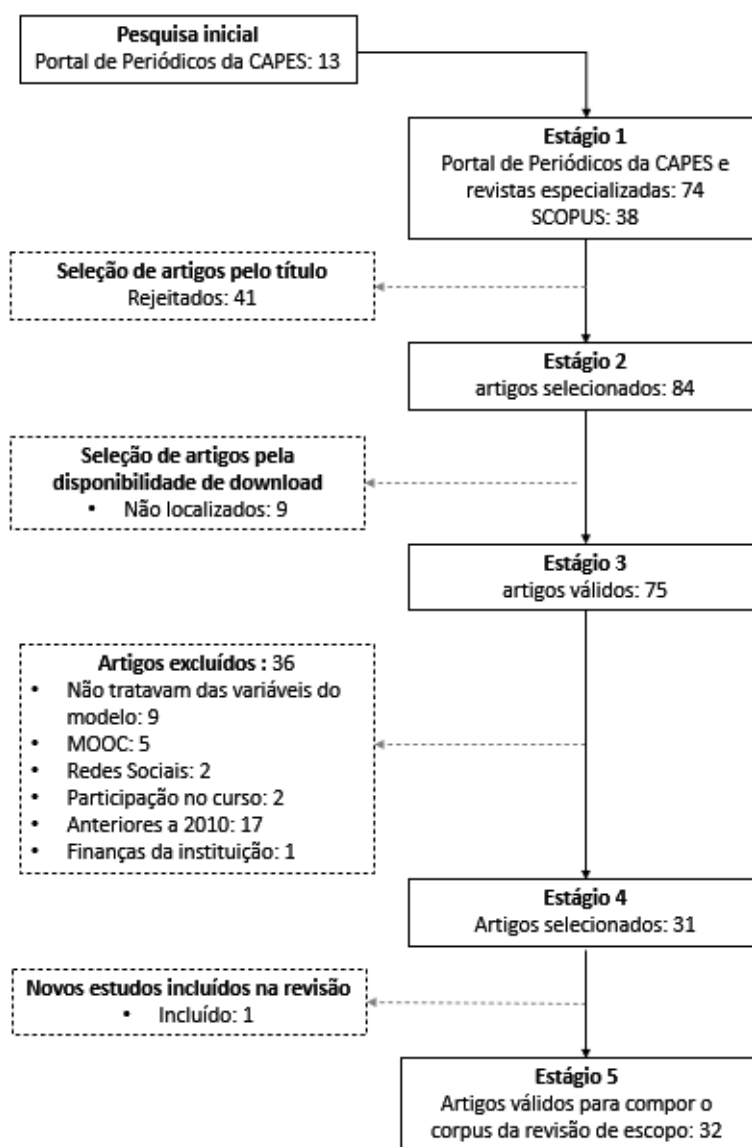 Pesquisa inicial
Portal de Periódicos da CAPES: 13
Estágio 1
Portal de Periódicos da CAPES e
revistas especializadas: 74
SCOPUS: 38
Seleção de artigos pelo título
Rejeitados: 41
Estágio 2
artigos selecionados: 84
Seleção de artigos pela
disponibilidade de download
• Não localizados: 9
Estágio 3
artigos válidos: 75
Artigos excluídos : 36
• Não tratavam das variáveis do
modelo: 9
• MOOC: 5
• Redes Sociais: 2
• Participação no curso: 2
• Anteriores a 2010: 17
• Finanças da instituição: 1
Estágio 4
Artigos selecionados: 31
Novos estudos incluídos na revisão
• Incluído: 1
Estágio 5
Artigos válidos para compor o
corpus da revisão de escopo: 32